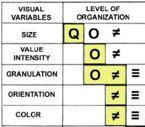 VISUAL VARIABLES LEVEL OF ORGANIZATION
SIZE Q O ≠
VALUE INTENSITY O ≠
GRANULATION O ≠ ≡
ORIENTATION ≠ ≡
COLOR ≠ ≡